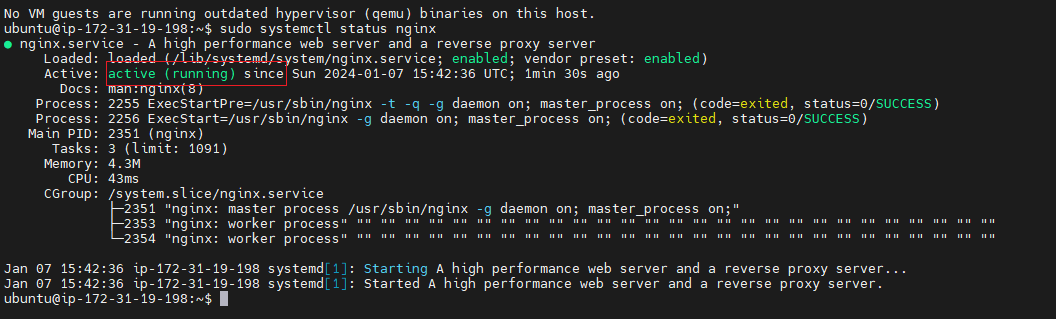 No VM guests are running outdated hypervisor (qemu) binaries on this host.
ubuntu@ip-172-31-19-198:~$ sudo systemctl status nginx
● nginx.service - A high performance web server and a reverse proxy server
     Loaded: loaded (/lib/systemd/system/nginx.service; enabled; vendor preset: enabled)
     Active: active (running) since Sun 2024-01-07 15:42:36 UTC; 1min 30s ago
       Docs: man:nginx(8)
    Process: 2255 ExecStartPre=/usr/sbin/nginx -t -q -g daemon on; master_process on; (code=exited, status=0/SUCCESS)
    Process: 2256 ExecStart=/usr/sbin/nginx -g daemon on; master_process on; (code=exited, status=0/SUCCESS)
   Main PID: 2351 (nginx)
      Tasks: 3 (limit: 1091)
     Memory: 4.3M
        CPU: 43ms
     CGroup: /system.slice/nginx.service
             ├─2351 "nginx: master process /usr/sbin/nginx -g daemon on; master_process on;"
             ├─2353 "nginx: worker process" "" "" "" "" "" "" "" "" "" "" "" "" "" "" "" "" "" "" "" "" "" "" "" "" "" "" ""
             └─2354 "nginx: worker process" "" "" "" "" "" "" "" "" "" "" "" "" "" "" "" "" "" "" "" "" "" "" "" "" "" "" ""
Jan 07 15:42:36 ip-172-31-19-198 systemd[1]: Starting A high performance web server and a reverse proxy server...
Jan 07 15:42:36 ip-172-31-19-198 systemd[1]: Started A high performance web server and a reverse proxy server.
ubuntu@ip-172-31-19-198:~$